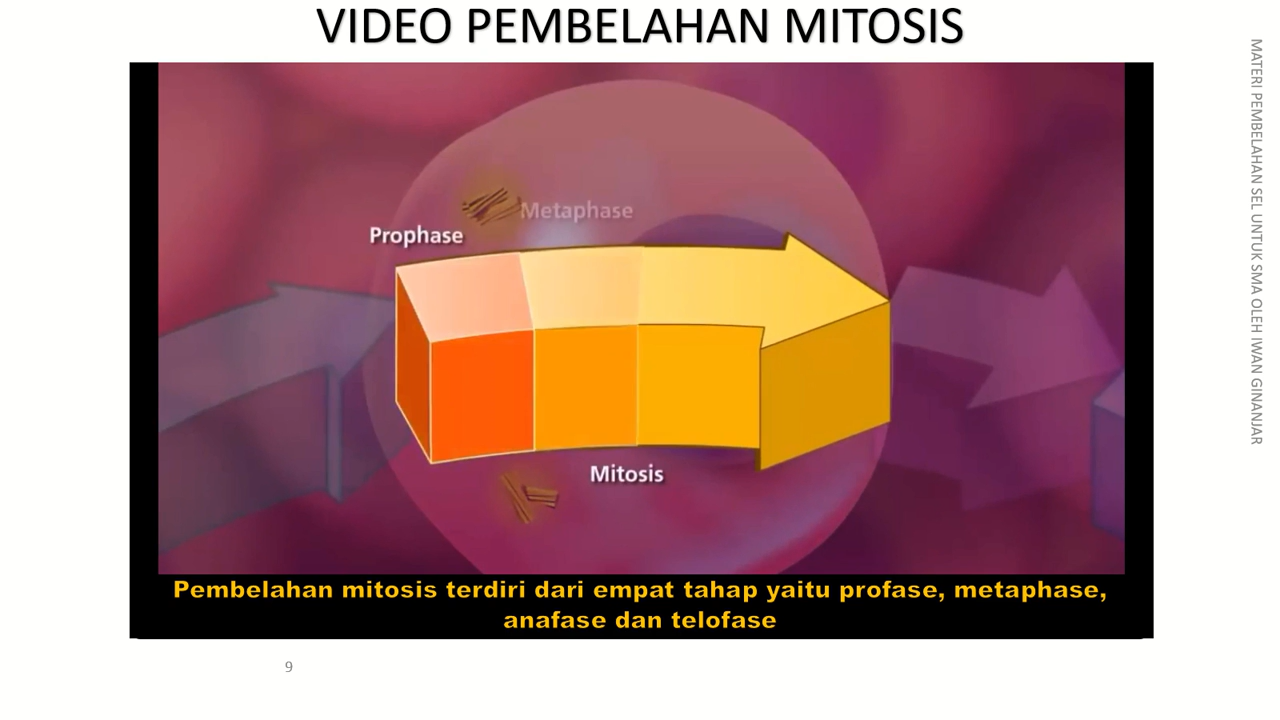 VIDEO PEMBELAHAN MITOSIS
Metaphase
Prophase
Mitosis
Pembelahan mitosis terdiri dari empat tahap yaitu profase, metaphase,
anafase dan telofase
9
MATERI PEMBELAHAN SEL UNTUK SMA OLEH IWAN GINANJAR